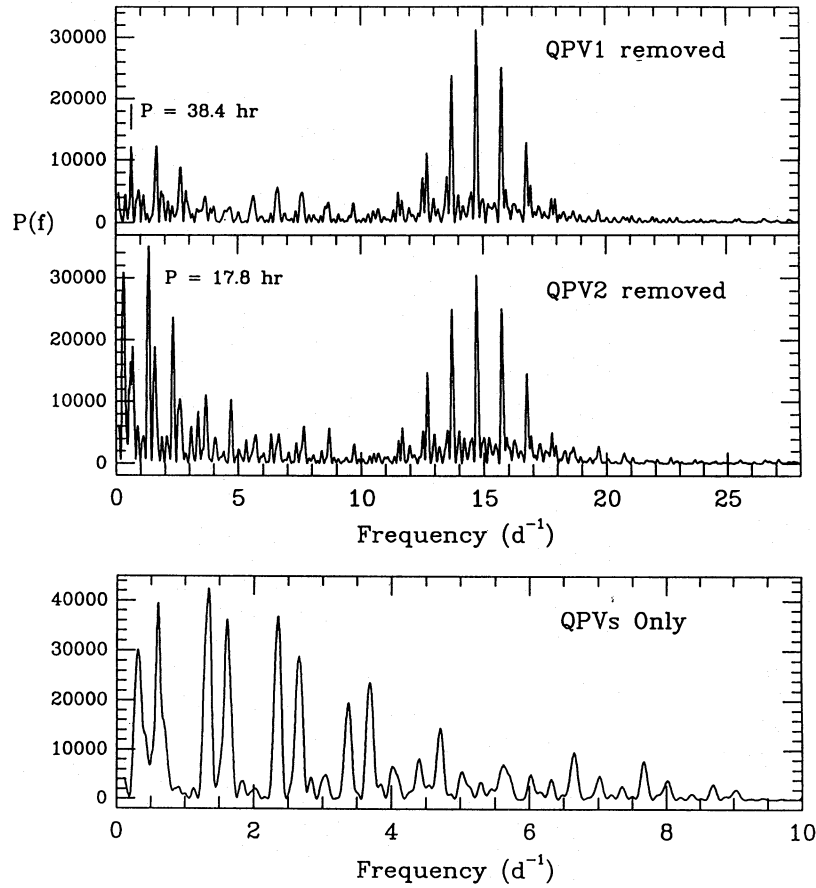 30000
QPV1 removed
20000
P = 38.4 hr
10000
0
P(f)
30000
P = 17.8 hr
QPV2 removed
20000
10000
0
0 5 10 15 20 25
Frequency (d⁻¹)
40000
QPVs Only
30000
20000
10000
0
0 2 4 6 8 10
Frequency (d⁻¹)